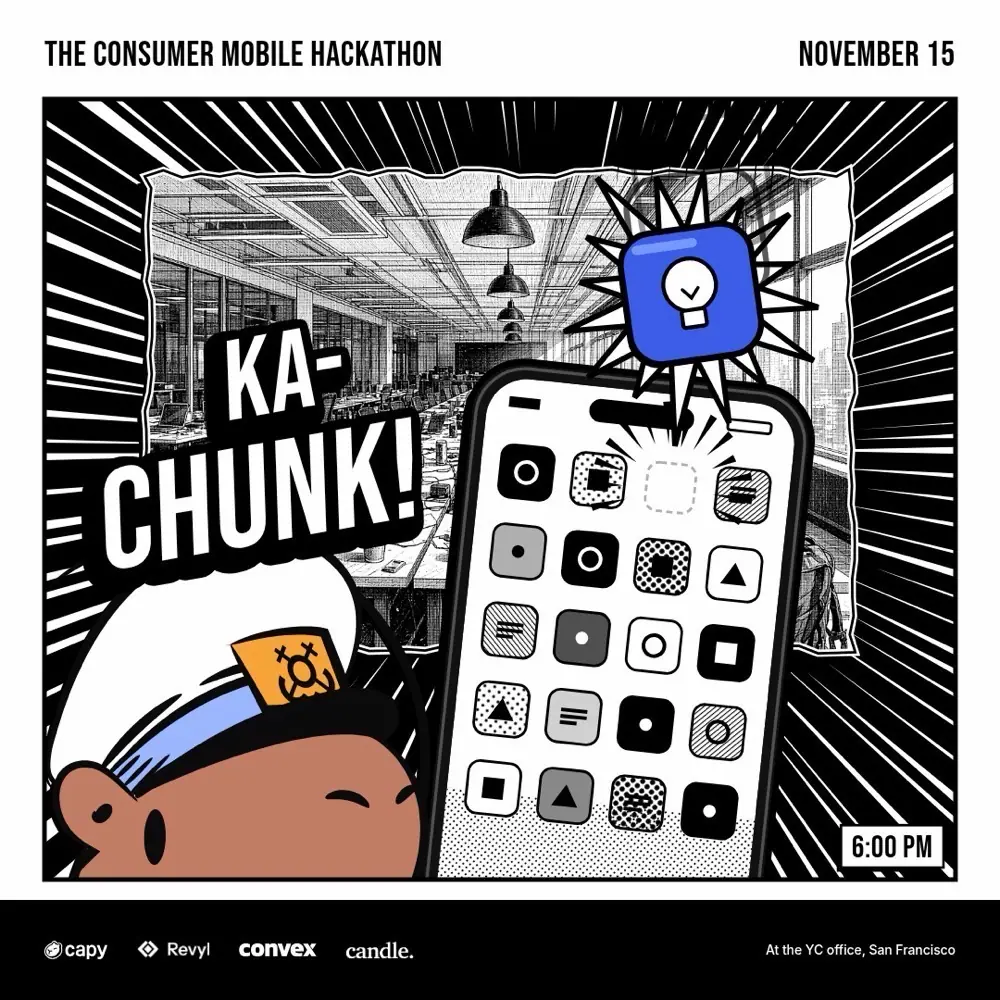 THE CONSUMER MOBILE HACKATHON
NOVEMBER 15
KA-
CHUNK!
6:00 PM
capy
Revyl
convex
candle.
At the YC office, San Francisco